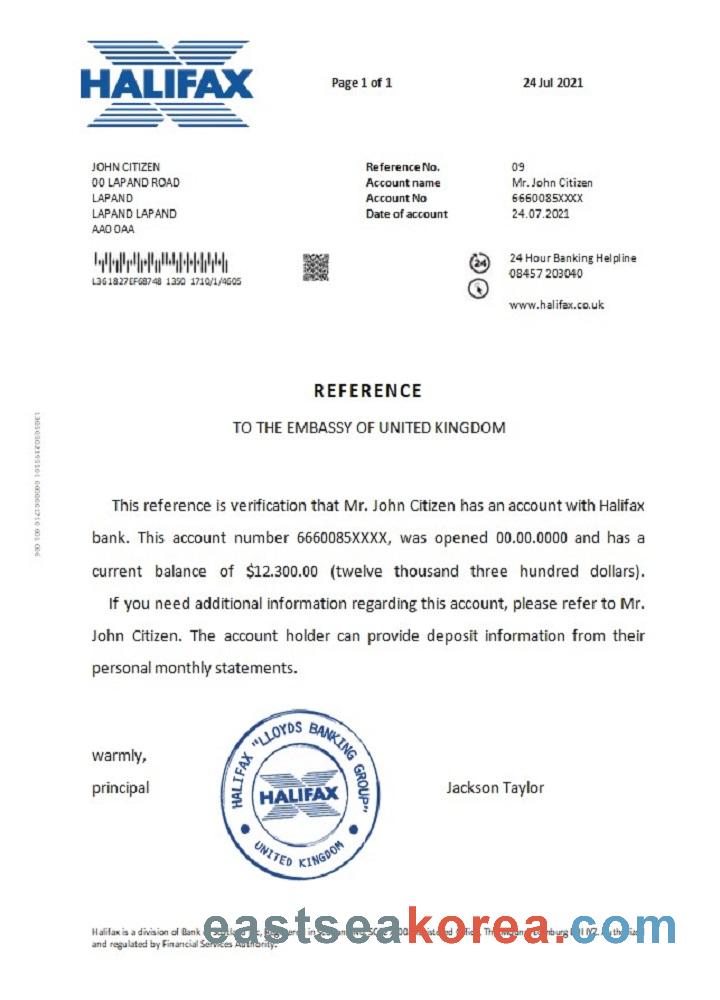 HALIFAX
Page 1 of 1
24 Jul 2021
JOHN CITIZEN
00 LAPAND ROAD
LAPAND
LAPAND LAPAND
AA0 0AA
Reference No. 09
Account name Mr. John Citizen
Account No 6660085XXXX
Date of account 24.07.2021
24 Hour Banking Helpline
08457 203040
www.halifax.co.uk
24
1350 1710/1/4605
REFERENCE
TO THE EMBASSY OF UNITED KINGDOM
This reference is verification that Mr. John Citizen has an account with Halifax
bank. This account number 6660085XXXX, was opened 00.00.0000 and has a
current balance of $12.300.00 (twelve thousand three hundred dollars).
If you need additional information regarding this account, please refer to Mr.
John Citizen. The account holder can provide deposit information from their
personal monthly statements.
warmly,
principal
HALIFAX "LLOYDS BANKING GROUP"
HALIFAX
UNITED KINGDOM
Jackson Taylor
Halifax is a division of Bank
and regulated by Financial Services Authority.
eastseakorea.com